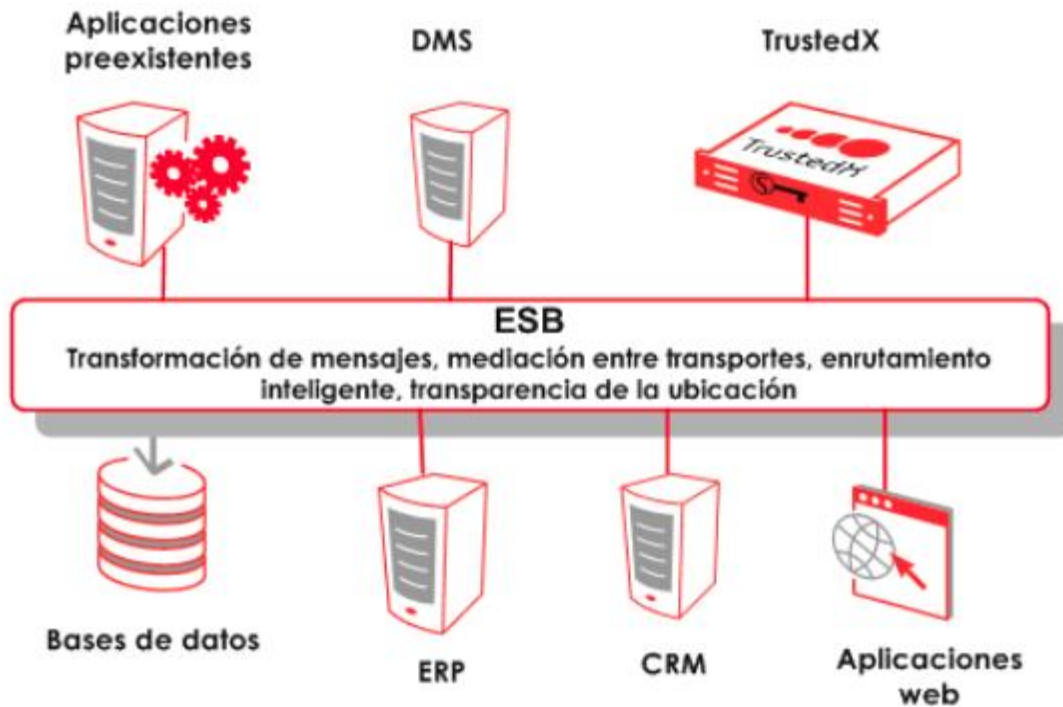 Aplicaciones
preexistentes
DMS
TrustedX
TrustedX
ESB
Transformación de mensajes, mediación entre transportes, enrutamiento
inteligente, transparencia de la ubicación
Bases de datos
ERP
CRM
Aplicaciones
web